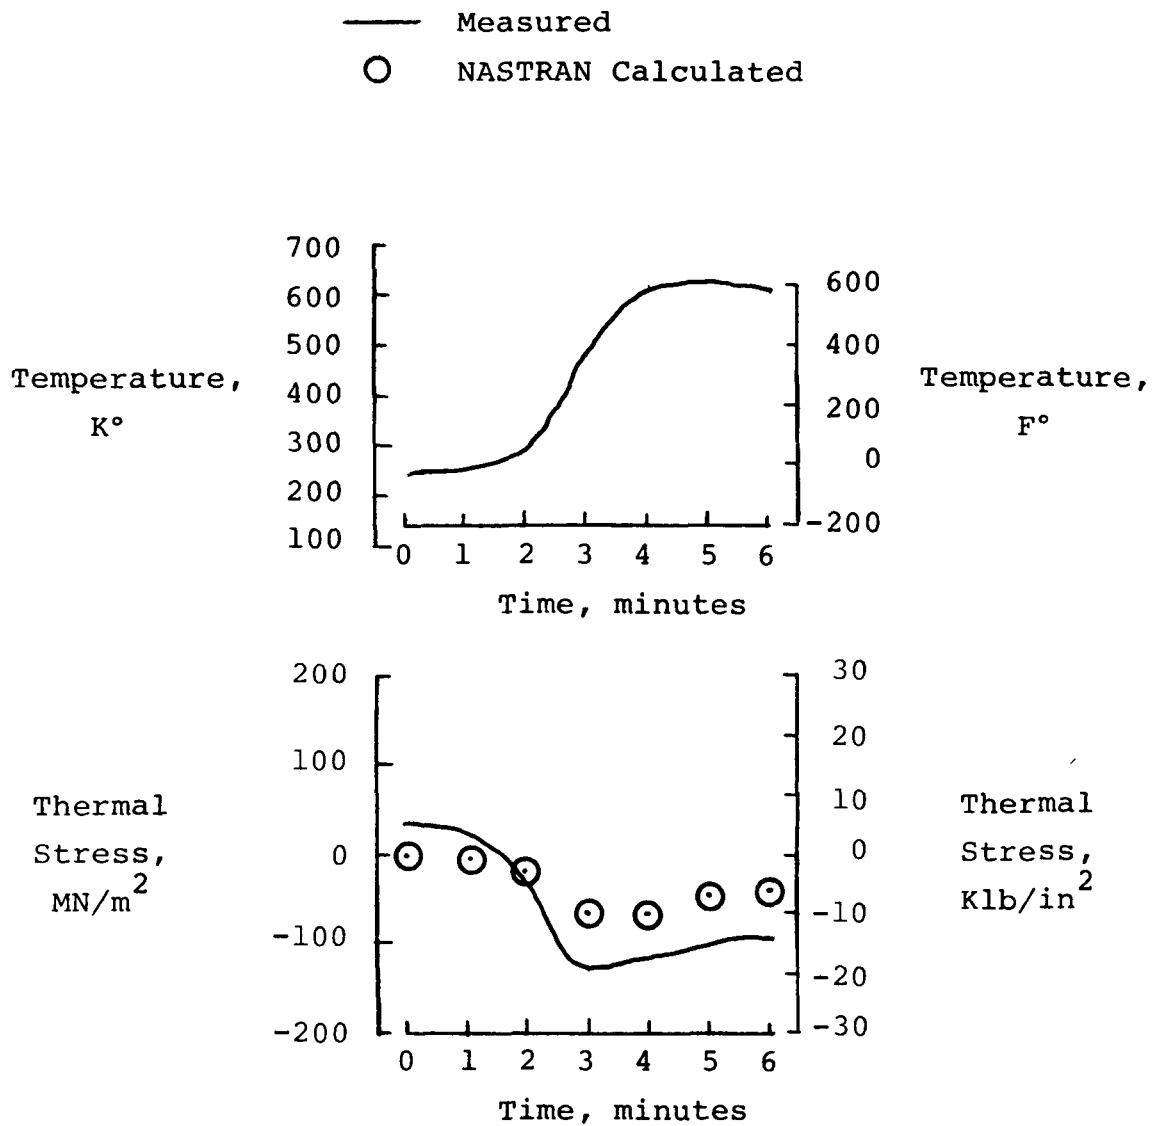 Measured
NASTRAN Calculated
700
600
500
400
300
200
100
Temperature,
K°
600
400
200
0
-200
Temperature,
F°
0 1 2 3 4 5 6
Time, minutes
200
100
0
-100
-200
Thermal
Stress,
MN/m²
30
20
10
0
-10
-20
-30
Thermal
Stress,
Klb/in²
0 1 2 3 4 5 6
Time, minutes